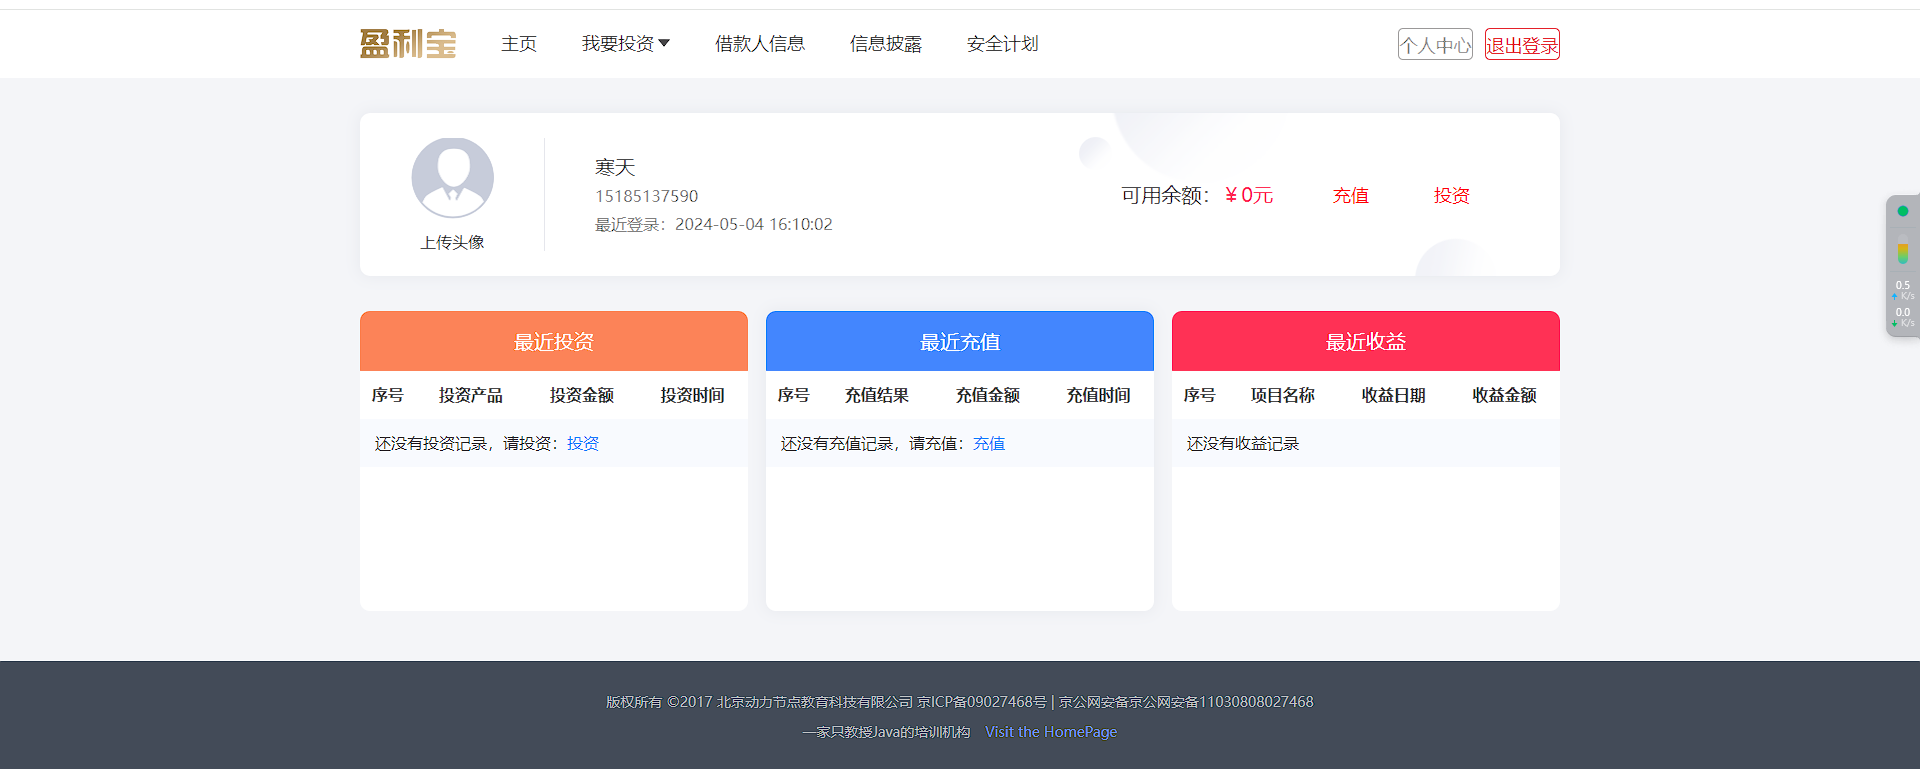 盈利宝 主页 我要投资 借款人信息 信息披露 安全计划 个人中心 退出登录
寒天
15185137590
最近登录：2024-05-04 16:10:02
上传头像
可用余额：￥0元 充值 投资
0.5
K/s
0.0
K/s
最近投资
序号 投资产品 投资金额 投资时间
还没有投资记录，请投资：投资
最近充值
序号 充值结果 充值金额 充值时间
还没有充值记录，请充值：充值
最近收益
序号 项目名称 收益日期 收益金额
还没有收益记录
版权所有 ©2017 北京动力节点教育科技有限公司 京ICP备09027468号 | 京公网安备京公网安备11030808027468
一家只教授Java的培训机构 Visit the HomePage